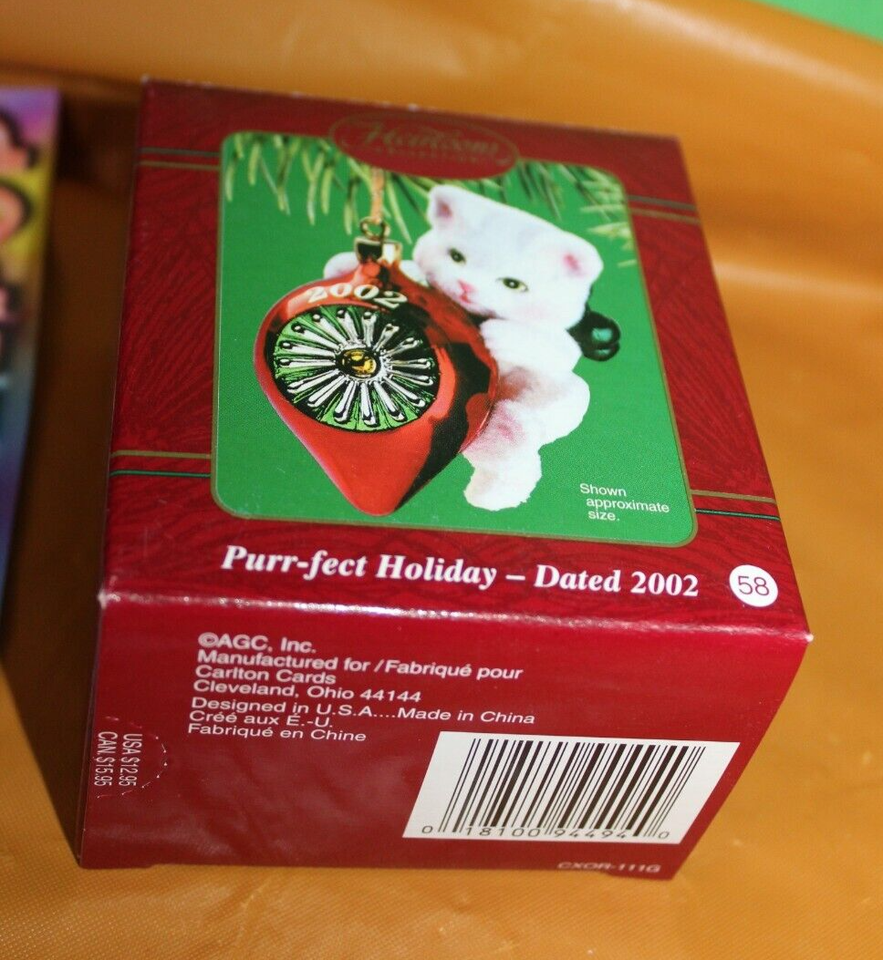 Heirloom
2002
Shown
approximate
size.
Purr-fect Holiday – Dated 2002
58
©AGC, Inc.
Manufactured for / Fabriqué pour
Carlton Cards
Cleveland, Ohio 44144
Designed in U.S.A....Made in China
Créé aux É.-U.
Fabriqué en Chine
USA $12.95
CAN. $15.95
0 18100 94494 0
CXOR-111G